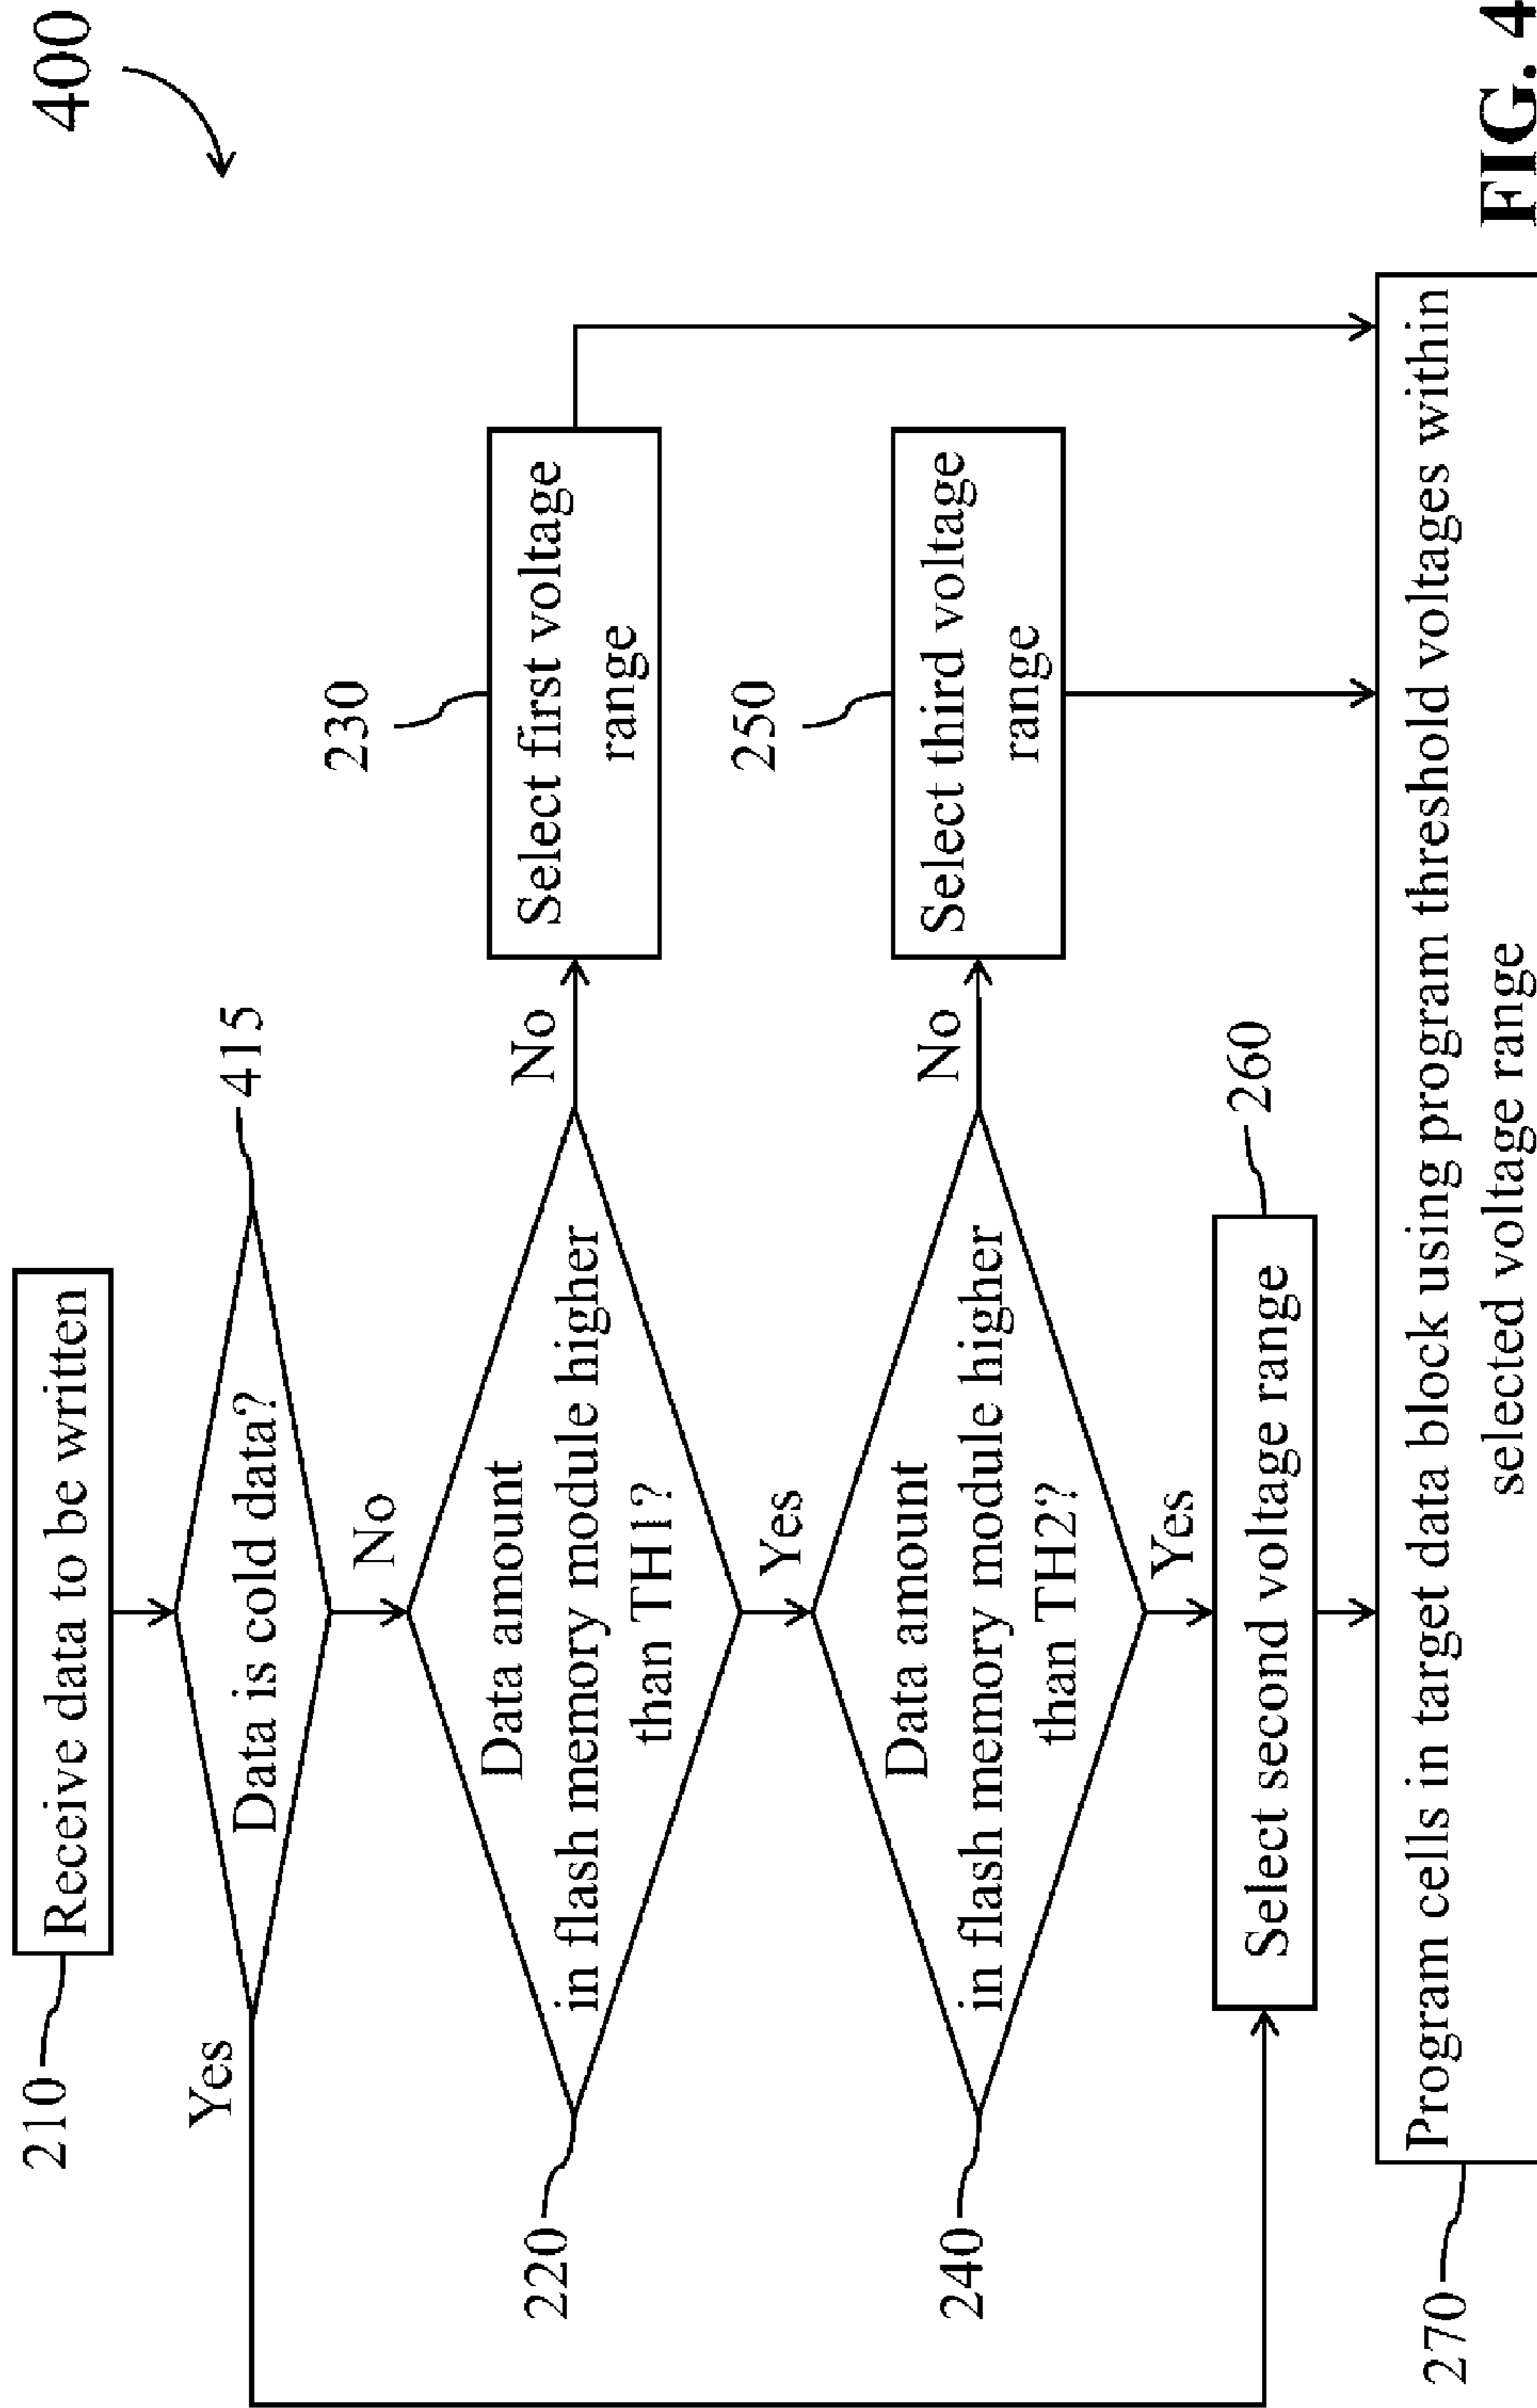 400
210
Receive data to be written
Yes
Data is cold data?
415
No
220
Data amount
in flash memory module higher
than TH1?
No
230
Select first voltage
range
Yes
240
Data amount
in flash memory module higher
than TH2?
No
250
Select third voltage
range
Yes
Select second voltage range
260
270
Program cells in target data block using program threshold voltages within
selected voltage range
FIG. 4